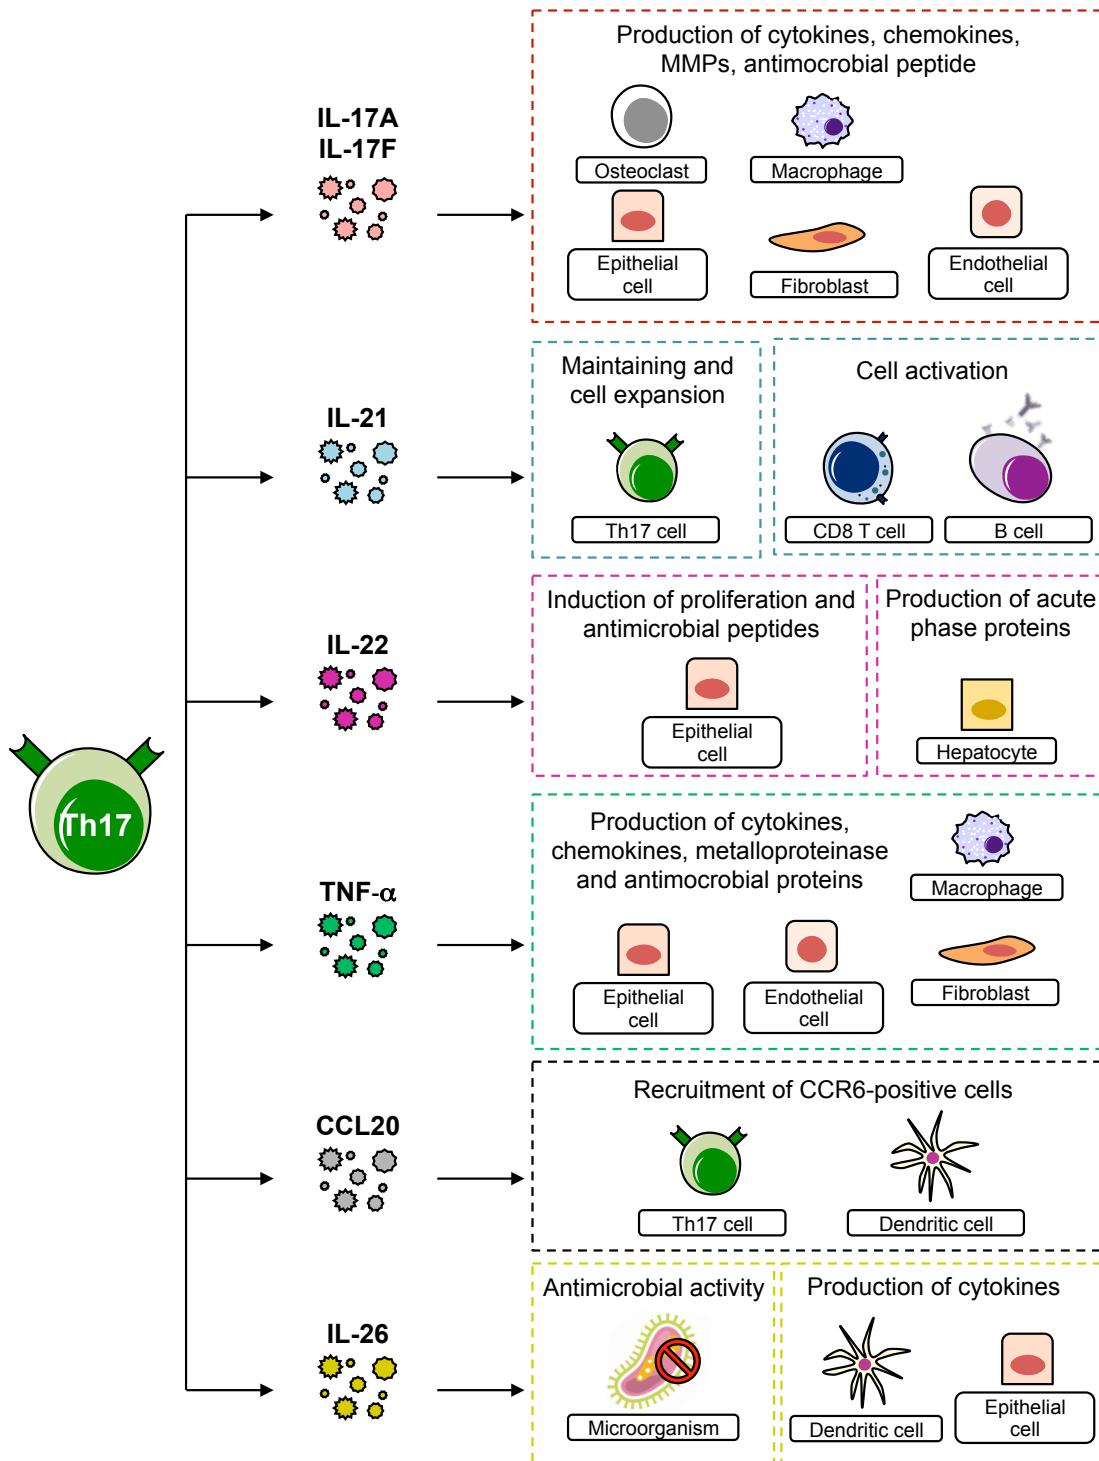 Production of cytokines, chemokines,
MMPs, antimocrobial peptide
IL-17A
IL-17F
Osteoclast
Macrophage
Epithelial
cell
Fibroblast
Endothelial
cell
Maintaining and
cell expansion
Cell activation
IL-21
Th17 cell
CD8 T cell
B cell
Induction of proliferation and
antimicrobial peptides
Production of acute
phase proteins
IL-22
Epithelial
cell
Hepatocyte
Th17
Production of cytokines,
chemokines, metalloproteinase
and antimocrobial proteins
Macrophage
TNF-α
Epithelial
cell
Endothelial
cell
Fibroblast
Recruitment of CCR6-positive cells
CCL20
Th17 cell
Dendritic cell
Antimicrobial activity
Production of cytokines
IL-26
Microorganism
Dendritic cell
Epithelial
cell